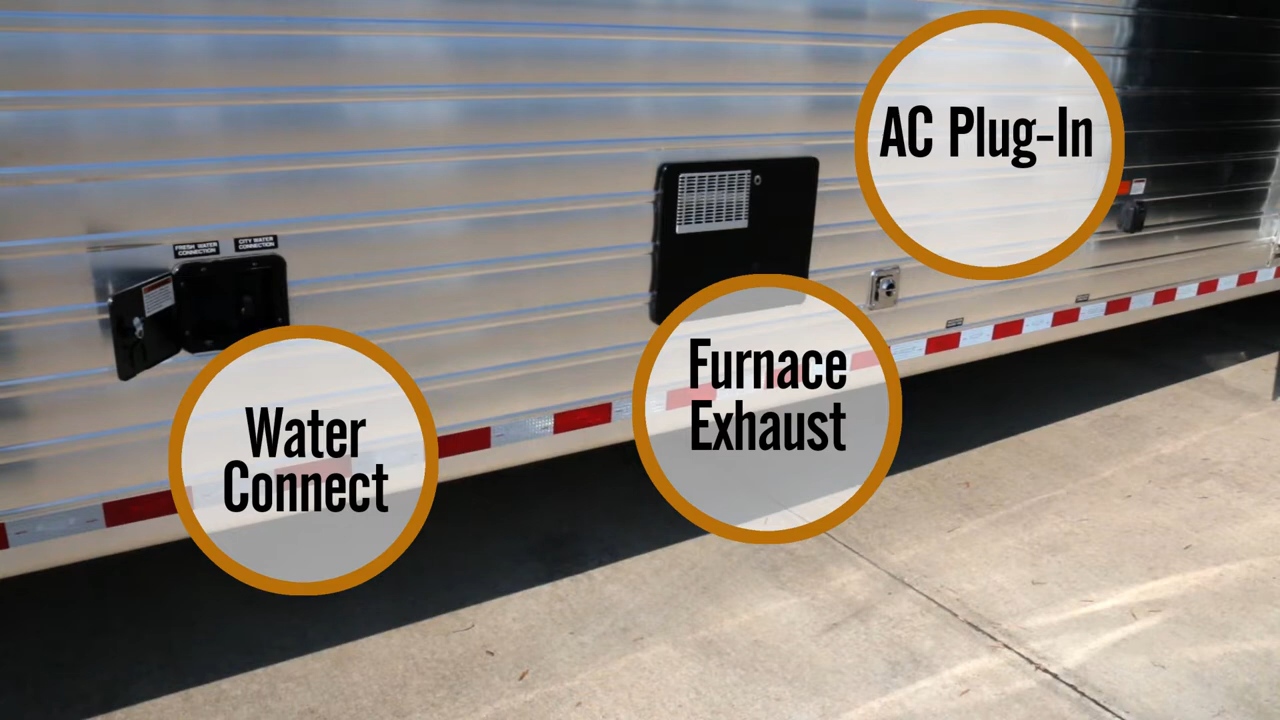 AC Plug-In
FRESH WATER
CONNECTION
CITY WATER
CONNECTION
Furnace
Exhaust
Water
Connect